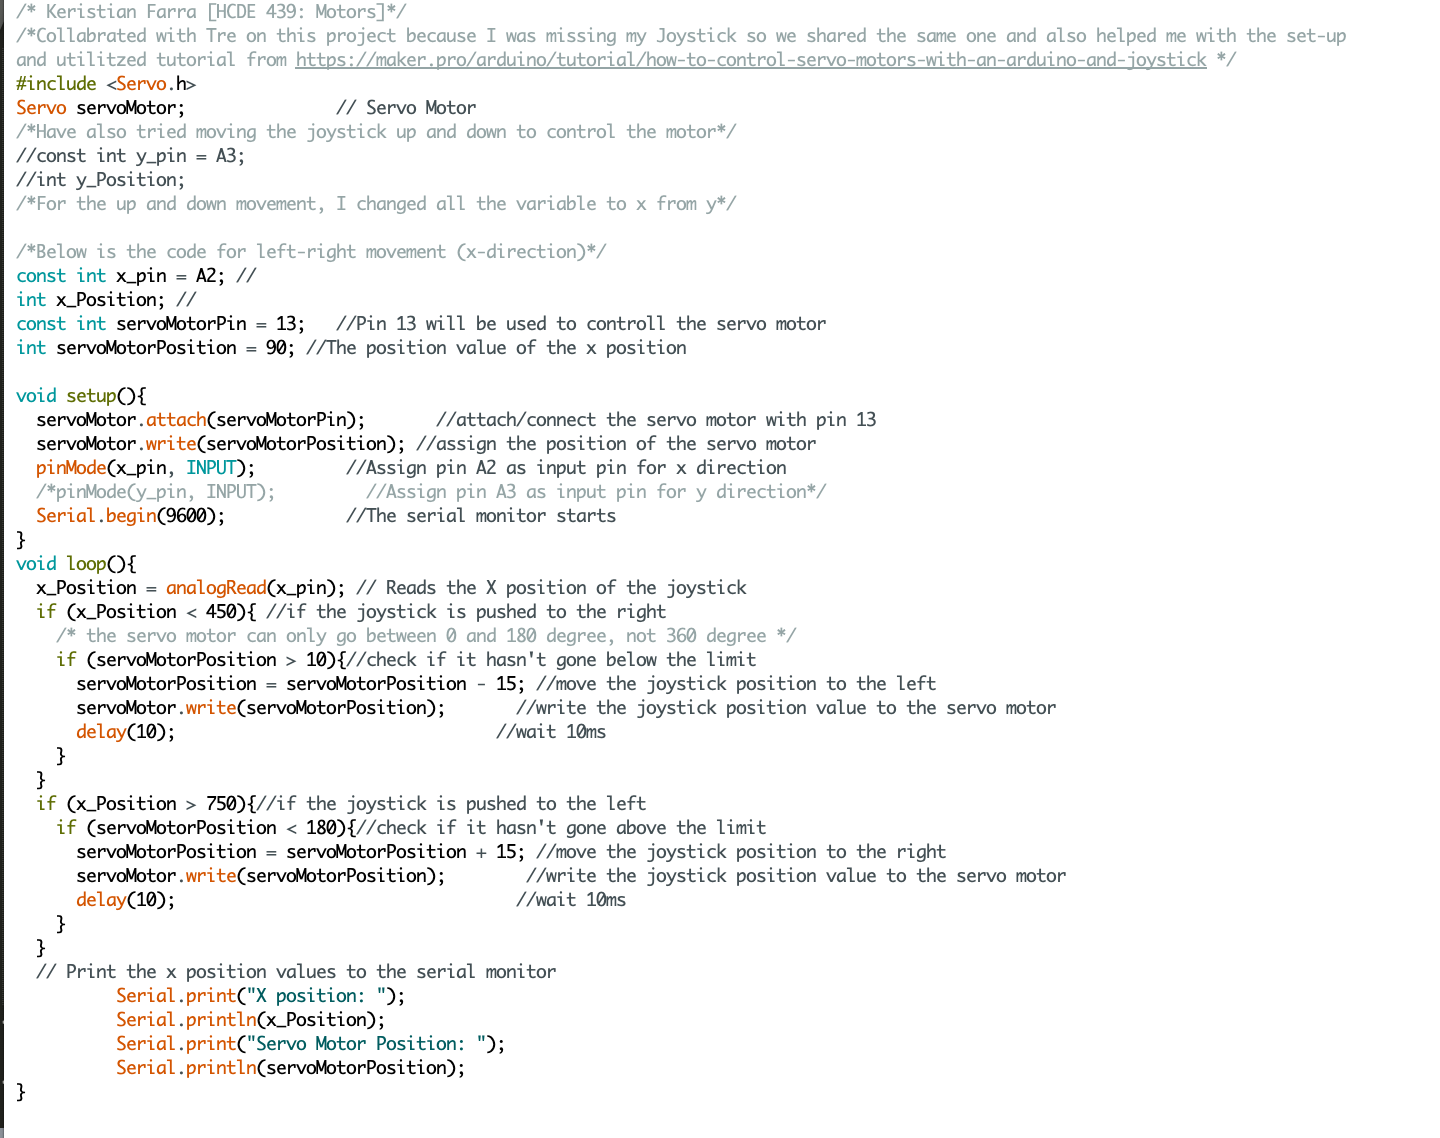 /* Keristian Farra [HCDE 439: Motors]*/
/*Collabrated with Tre on this project because I was missing my Joystick so we shared the same one and also helped me with the set-up
and utilitzed tutorial from https://maker.pro/arduino/tutorial/how-to-control-servo-motors-with-an-arduino-and-joystick */
#include <Servo.h>
Servo servoMotor;               // Servo Motor
/*Have also tried moving the joystick up and down to control the motor*/
//const int y_pin = A3;
//int y_Position;
/*For the up and down movement, I changed all the variable to x from y*/

/*Below is the code for left-right movement (x-direction)*/
const int x_pin = A2; //
int x_Position; //
const int servoMotorPin = 13;   //Pin 13 will be used to controll the servo motor
int servoMotorPosition = 90; //The position value of the x position

void setup(){
  servoMotor.attach(servoMotorPin);       //attach/connect the servo motor with pin 13
  servoMotor.write(servoMotorPosition); //assign the position of the servo motor
  pinMode(x_pin, INPUT);         //Assign pin A2 as input pin for x direction
  /*pinMode(y_pin, INPUT);         //Assign pin A3 as input pin for y direction*/
  Serial.begin(9600);            //The serial monitor starts
}
void loop(){
  x_Position = analogRead(x_pin); // Reads the X position of the joystick
  if (x_Position < 450){ //if the joystick is pushed to the right
    /* the servo motor can only go between 0 and 180 degree, not 360 degree */
    if (servoMotorPosition > 10){//check if it hasn't gone below the limit
      servoMotorPosition = servoMotorPosition - 15; //move the joystick position to the left
      servoMotor.write(servoMotorPosition);       //write the joystick position value to the servo motor
      delay(10);                                //wait 10ms
    }
  }
  if (x_Position > 750){//if the joystick is pushed to the left
    if (servoMotorPosition < 180){//check if it hasn't gone above the limit
      servoMotorPosition = servoMotorPosition + 15; //move the joystick position to the right
      servoMotor.write(servoMotorPosition);        //write the joystick position value to the servo motor
      delay(10);                                  //wait 10ms
    }
  }
  // Print the x position values to the serial monitor
          Serial.print("X position: ");
          Serial.println(x_Position);
          Serial.print("Servo Motor Position: ");
          Serial.println(servoMotorPosition);
}